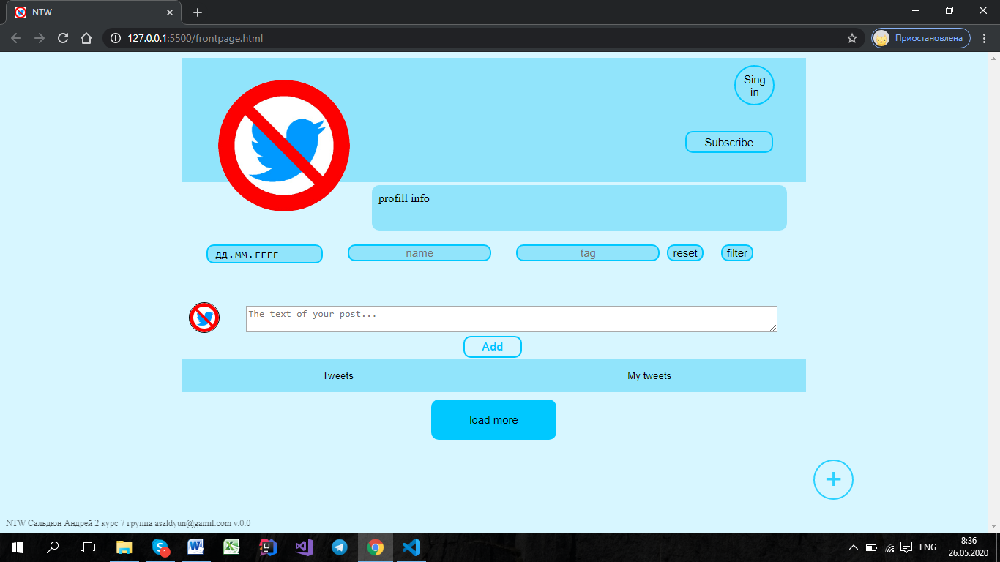 NTW
127.0.0.1:5500/frontpage.html
Приостановлена
Sing
in
Subscribe
profill info
дд.мм.гггг name tag reset filter
The text of your post...
Add
Tweets My tweets
load more
+
NTW Сальдюн Андрей 2 курс 7 группа asaldyun@gamil.com v.0.0
1
ENG
8:36
26.05.2020